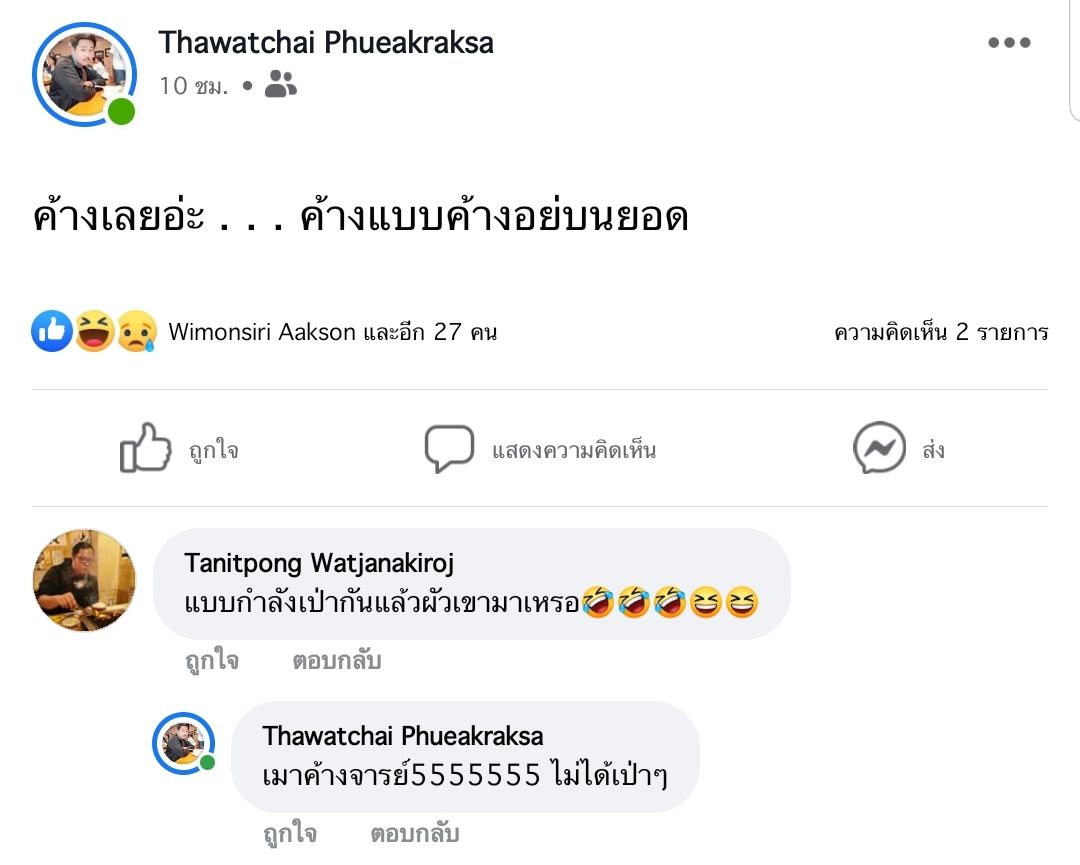 Thawatchai Phueakraksa
10 ชม. •
ค้างเลยอ่ะ . . . ค้างแบบค้างอย่บนยอด
Wimonsiri Aakson และอีก 27 คน
ความคิดเห็น 2 รายการ
ถูกใจ
แสดงความคิดเห็น
ส่ง
Tanitpong Watjanakiroj
แบบกำลังเป่ากันแล้วผัวเขามาเหรอ🤣🤣🤣😆😆
ถูกใจ ตอบกลับ
Thawatchai Phueakraksa
เมาค้างจารย์5555555 ไม่ได้เป่าๆ
ถูกใจ ตอบกลับ